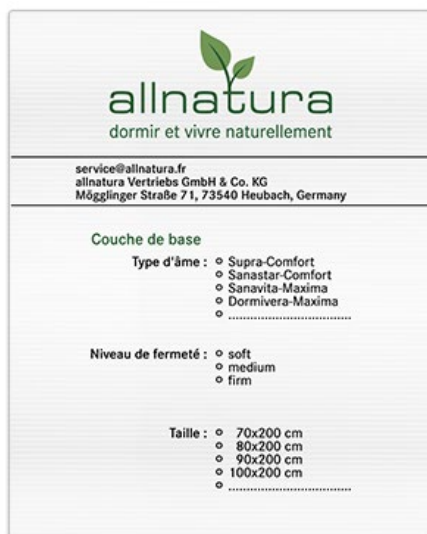 allnatura
dormir et vivre naturellement
service@allnatura.fr
allnatura Vertriebs GmbH & Co. KG
Mögglinger Straße 71, 73540 Heubach, Germany
Couche de base
Type d'âme : o Supra-Comfort
o Sanastar-Comfort
o Sanavita-Maxima
o Dormivera-Maxima
o ....................................
Niveau de fermeté : o soft
o medium
o firm
Taille : o 70x200 cm
o 80x200 cm
o 90x200 cm
o 100x200 cm
o ....................................